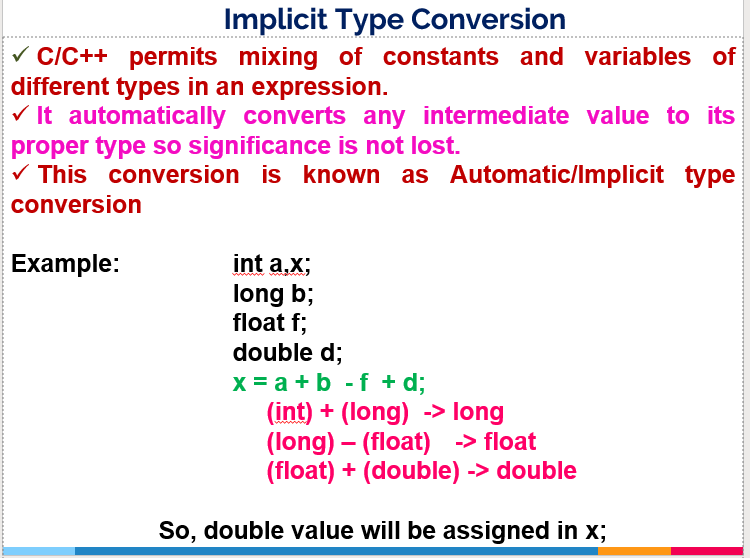 Implicit Type Conversion
✓ C/C++ permits mixing of constants and variables of
different types in an expression.
✓ It automatically converts any intermediate value to its
proper type so significance is not lost.
✓ This conversion is known as Automatic/Implicit type
conversion
Example: int a,x;
long b;
float f;
double d;
x = a + b - f + d;
(int) + (long) -> long
(long) – (float) -> float
(float) + (double) -> double
So, double value will be assigned in x;